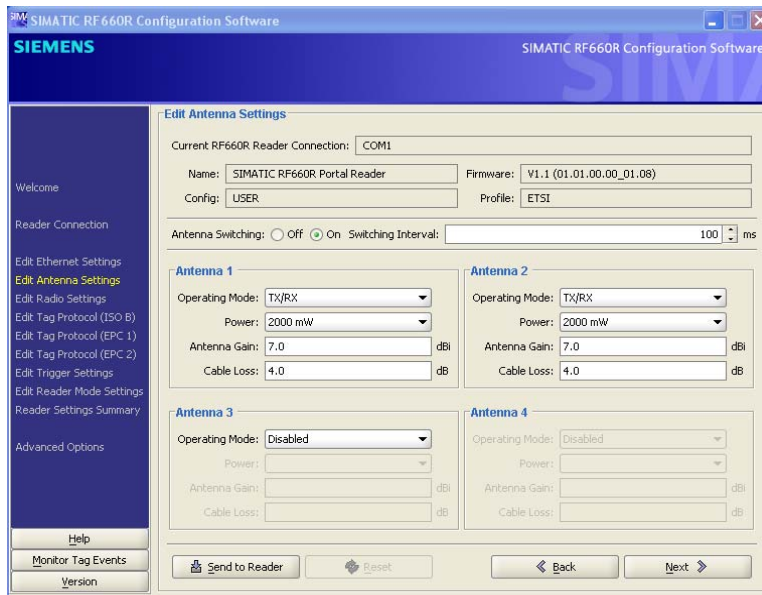 SIMATIC RF660R Configuration Software
SIEMENS
SIMATIC RF660R Configuration Software
Welcome
Reader Connection
Edit Ethernet Settings
Edit Antenna Settings
Edit Radio Settings
Edit Tag Protocol (ISO B)
Edit Tag Protocol (EPC 1)
Edit Tag Protocol (EPC 2)
Edit Trigger Settings
Edit Reader Mode Settings
Reader Settings Summary
Advanced Options
Help
Monitor Tag Events
Version
Edit Antenna Settings
Current RF660R Reader Connection: COM1
Name: SIMATIC RF660R Portal Reader Firmware: V1.1 (01.01.00.00_01.08)
Config: USER Profile: ETSI
Antenna Switching: Off On Switching Interval: 100 ms
Antenna 1
Operating Mode: TX/RX
Power: 2000 mW
Antenna Gain: 7.0 dBi
Cable Loss: 4.0 dB
Antenna 2
Operating Mode: TX/RX
Power: 2000 mW
Antenna Gain: 7.0 dBi
Cable Loss: 4.0 dB
Antenna 3
Operating Mode: Disabled
Power:
Antenna Gain: dBi
Cable Loss: dB
Antenna 4
Operating Mode: Disabled
Power:
Antenna Gain: dBi
Cable Loss: dB
Send to Reader Reset Back Next